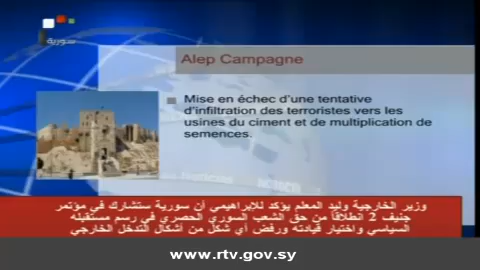 سورية
Alep Campagne
Mise en échec d'une tentative
d'infiltration des terroristes vers les
usines du ciment et de multiplication de
semences.
وزير الخارجية وليد المعلم يؤكد للابراهيمي أن سورية ستشارك في مؤتمر
جنيف 2 انطلاقاً من حق الشعب السوري الحصري في رسم مستقبله
السياسي واختيار قيادته ورفض أي شكل من أشكال التدخل الخارجي
www.rtv.gov.sy